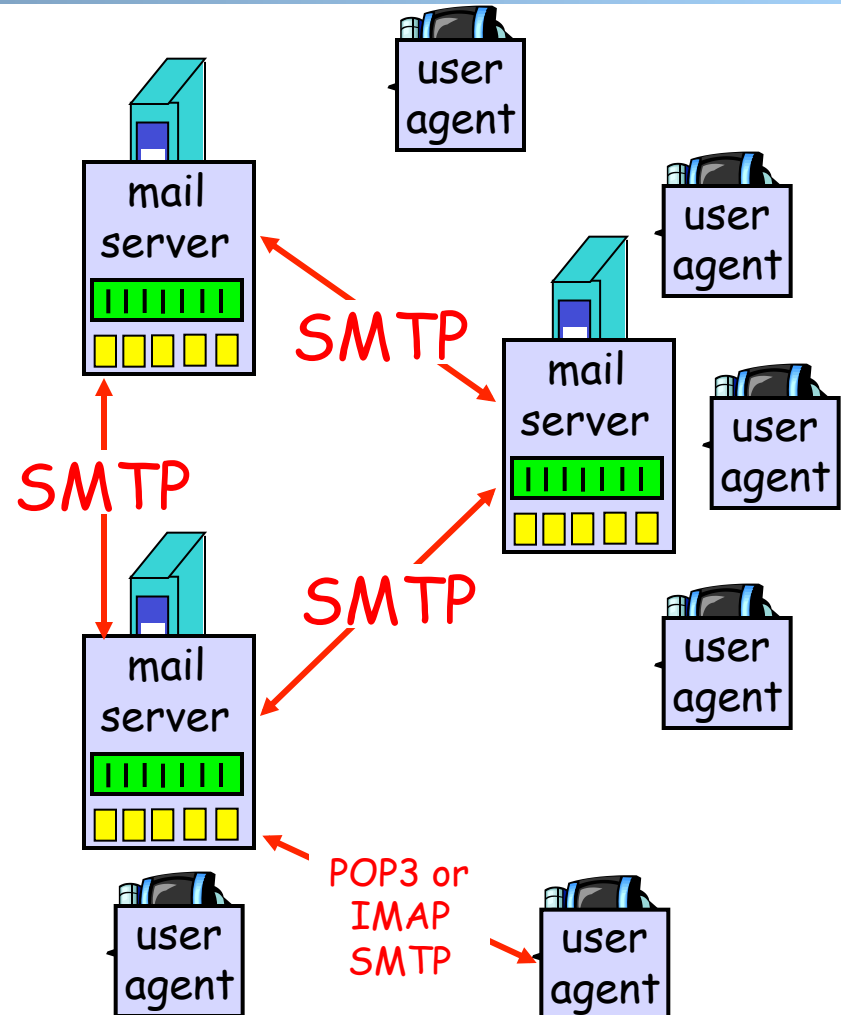 user
agent
mail
server
user
agent
SMTP
mail
server
user
agent
SMTP
SMTP
mail
server
user
agent
POP3 or
IMAP
SMTP
user
agent
user
agent